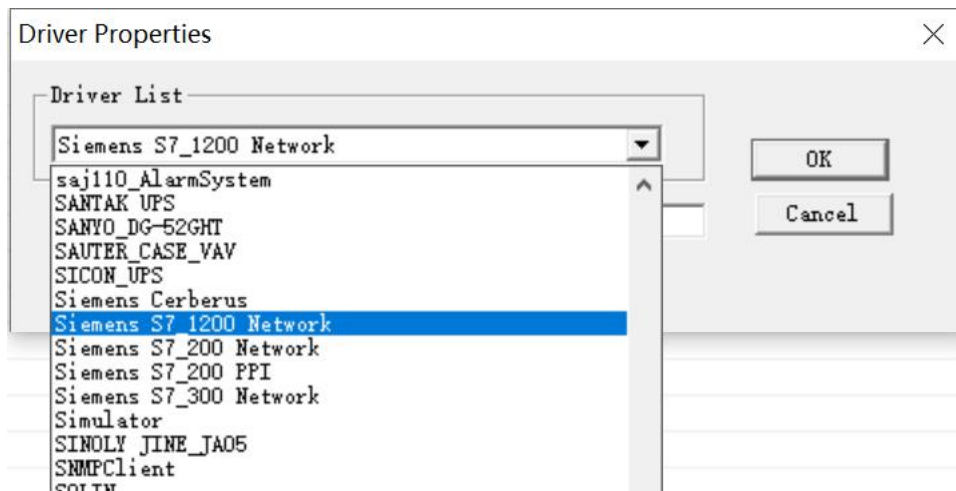 Driver Properties
Driver List
Siemens S7_1200 Network
OK
Cancel
saj110_AlarmSystem
SANTAK UPS
SANYO_DG-52GHT
SAUTER_CASE_VAV
SICON_UPS
Siemens Cerberus
Siemens S7_1200 Network
Siemens S7_200 Network
Siemens S7_200 PPI
Siemens S7_300 Network
Simulator
SINOLY JINE_JA05
SNMPClient